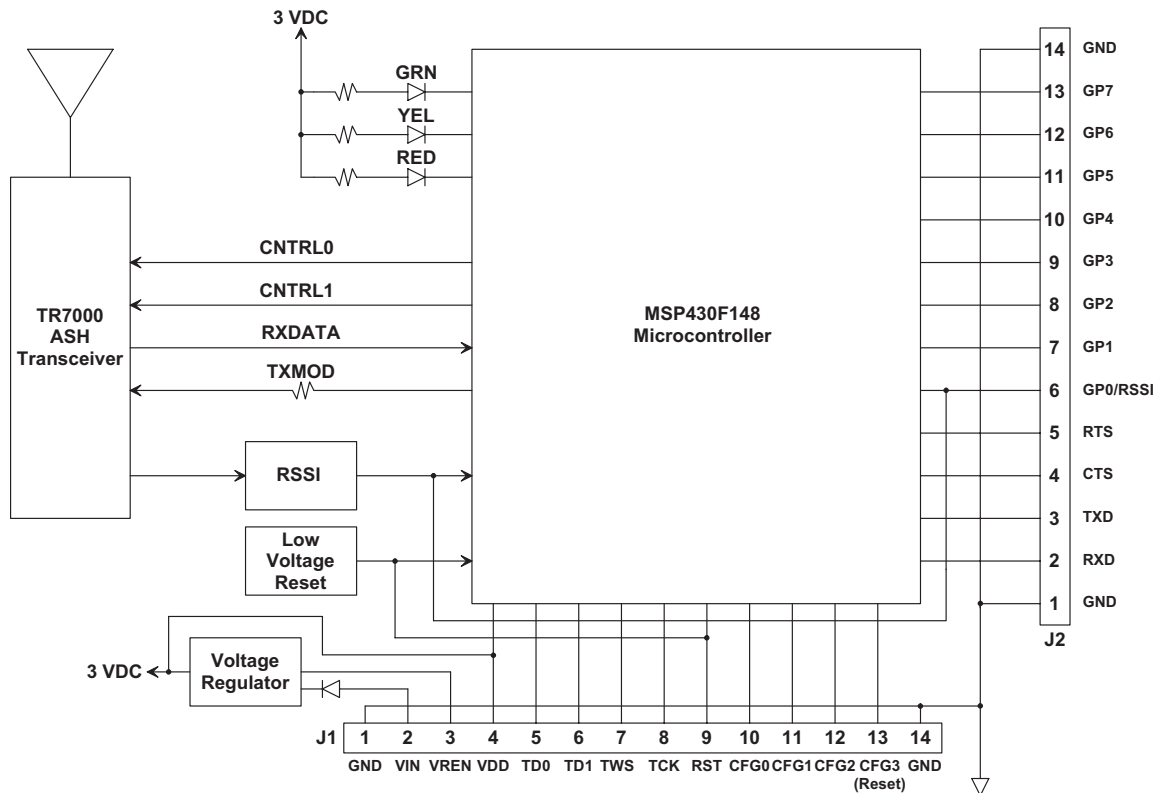 3 VDC
GRN
YEL
RED
CNTRL0
CNTRL1
RXDATA
TXMOD
TR7000
ASH
Transceiver
RSSI
Low
Voltage
Reset
3 VDC
Voltage
Regulator
MSP430F148
Microcontroller
14 GND
13 GP7
12 GP6
11 GP5
10 GP4
9 GP3
8 GP2
7 GP1
6 GP0/RSSI
5 RTS
4 CTS
3 TXD
2 RXD
1 GND
J2
J1 1 2 3 4 5 6 7 8 9 10 11 12 13 14
GND VIN VREN VDD TD0 TD1 TWS TCK RST CFG0 CFG1 CFG2 CFG3 GND
(Reset)